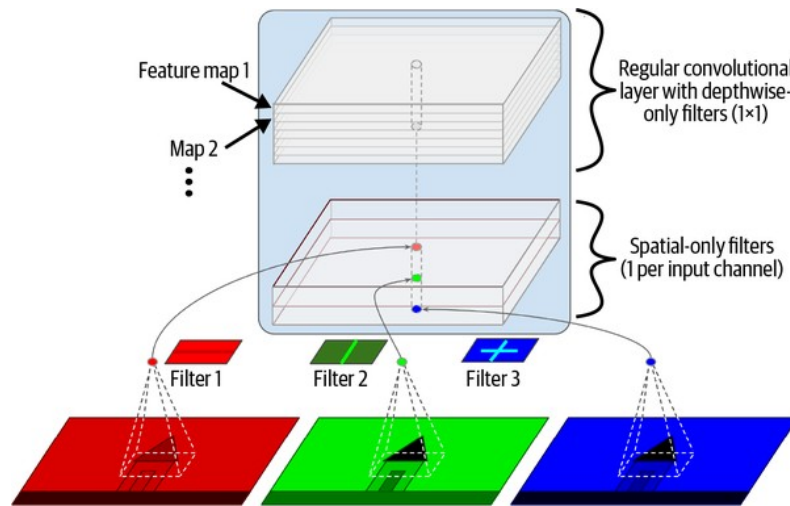 Feature map 1
Map 2
Regular convolutional
layer with depthwise-
only filters (1×1)
Spatial-only filters
(1 per input channel)
Filter 1
Filter 2
Filter 3